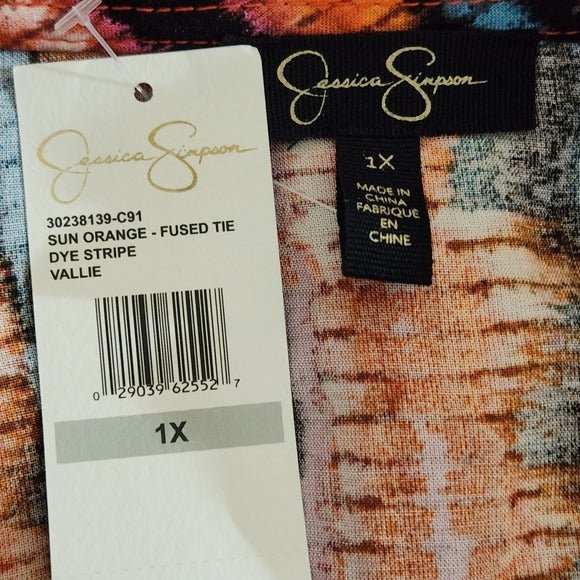 Jessica Simpson
1X
MADE IN
CHINA
FABRIQUE
EN
CHINE
Jessica Simpson
30238139-C91
SUN ORANGE - FUSED TIE
DYE STRIPE
VALLIE
0 29039 62552 7
1X